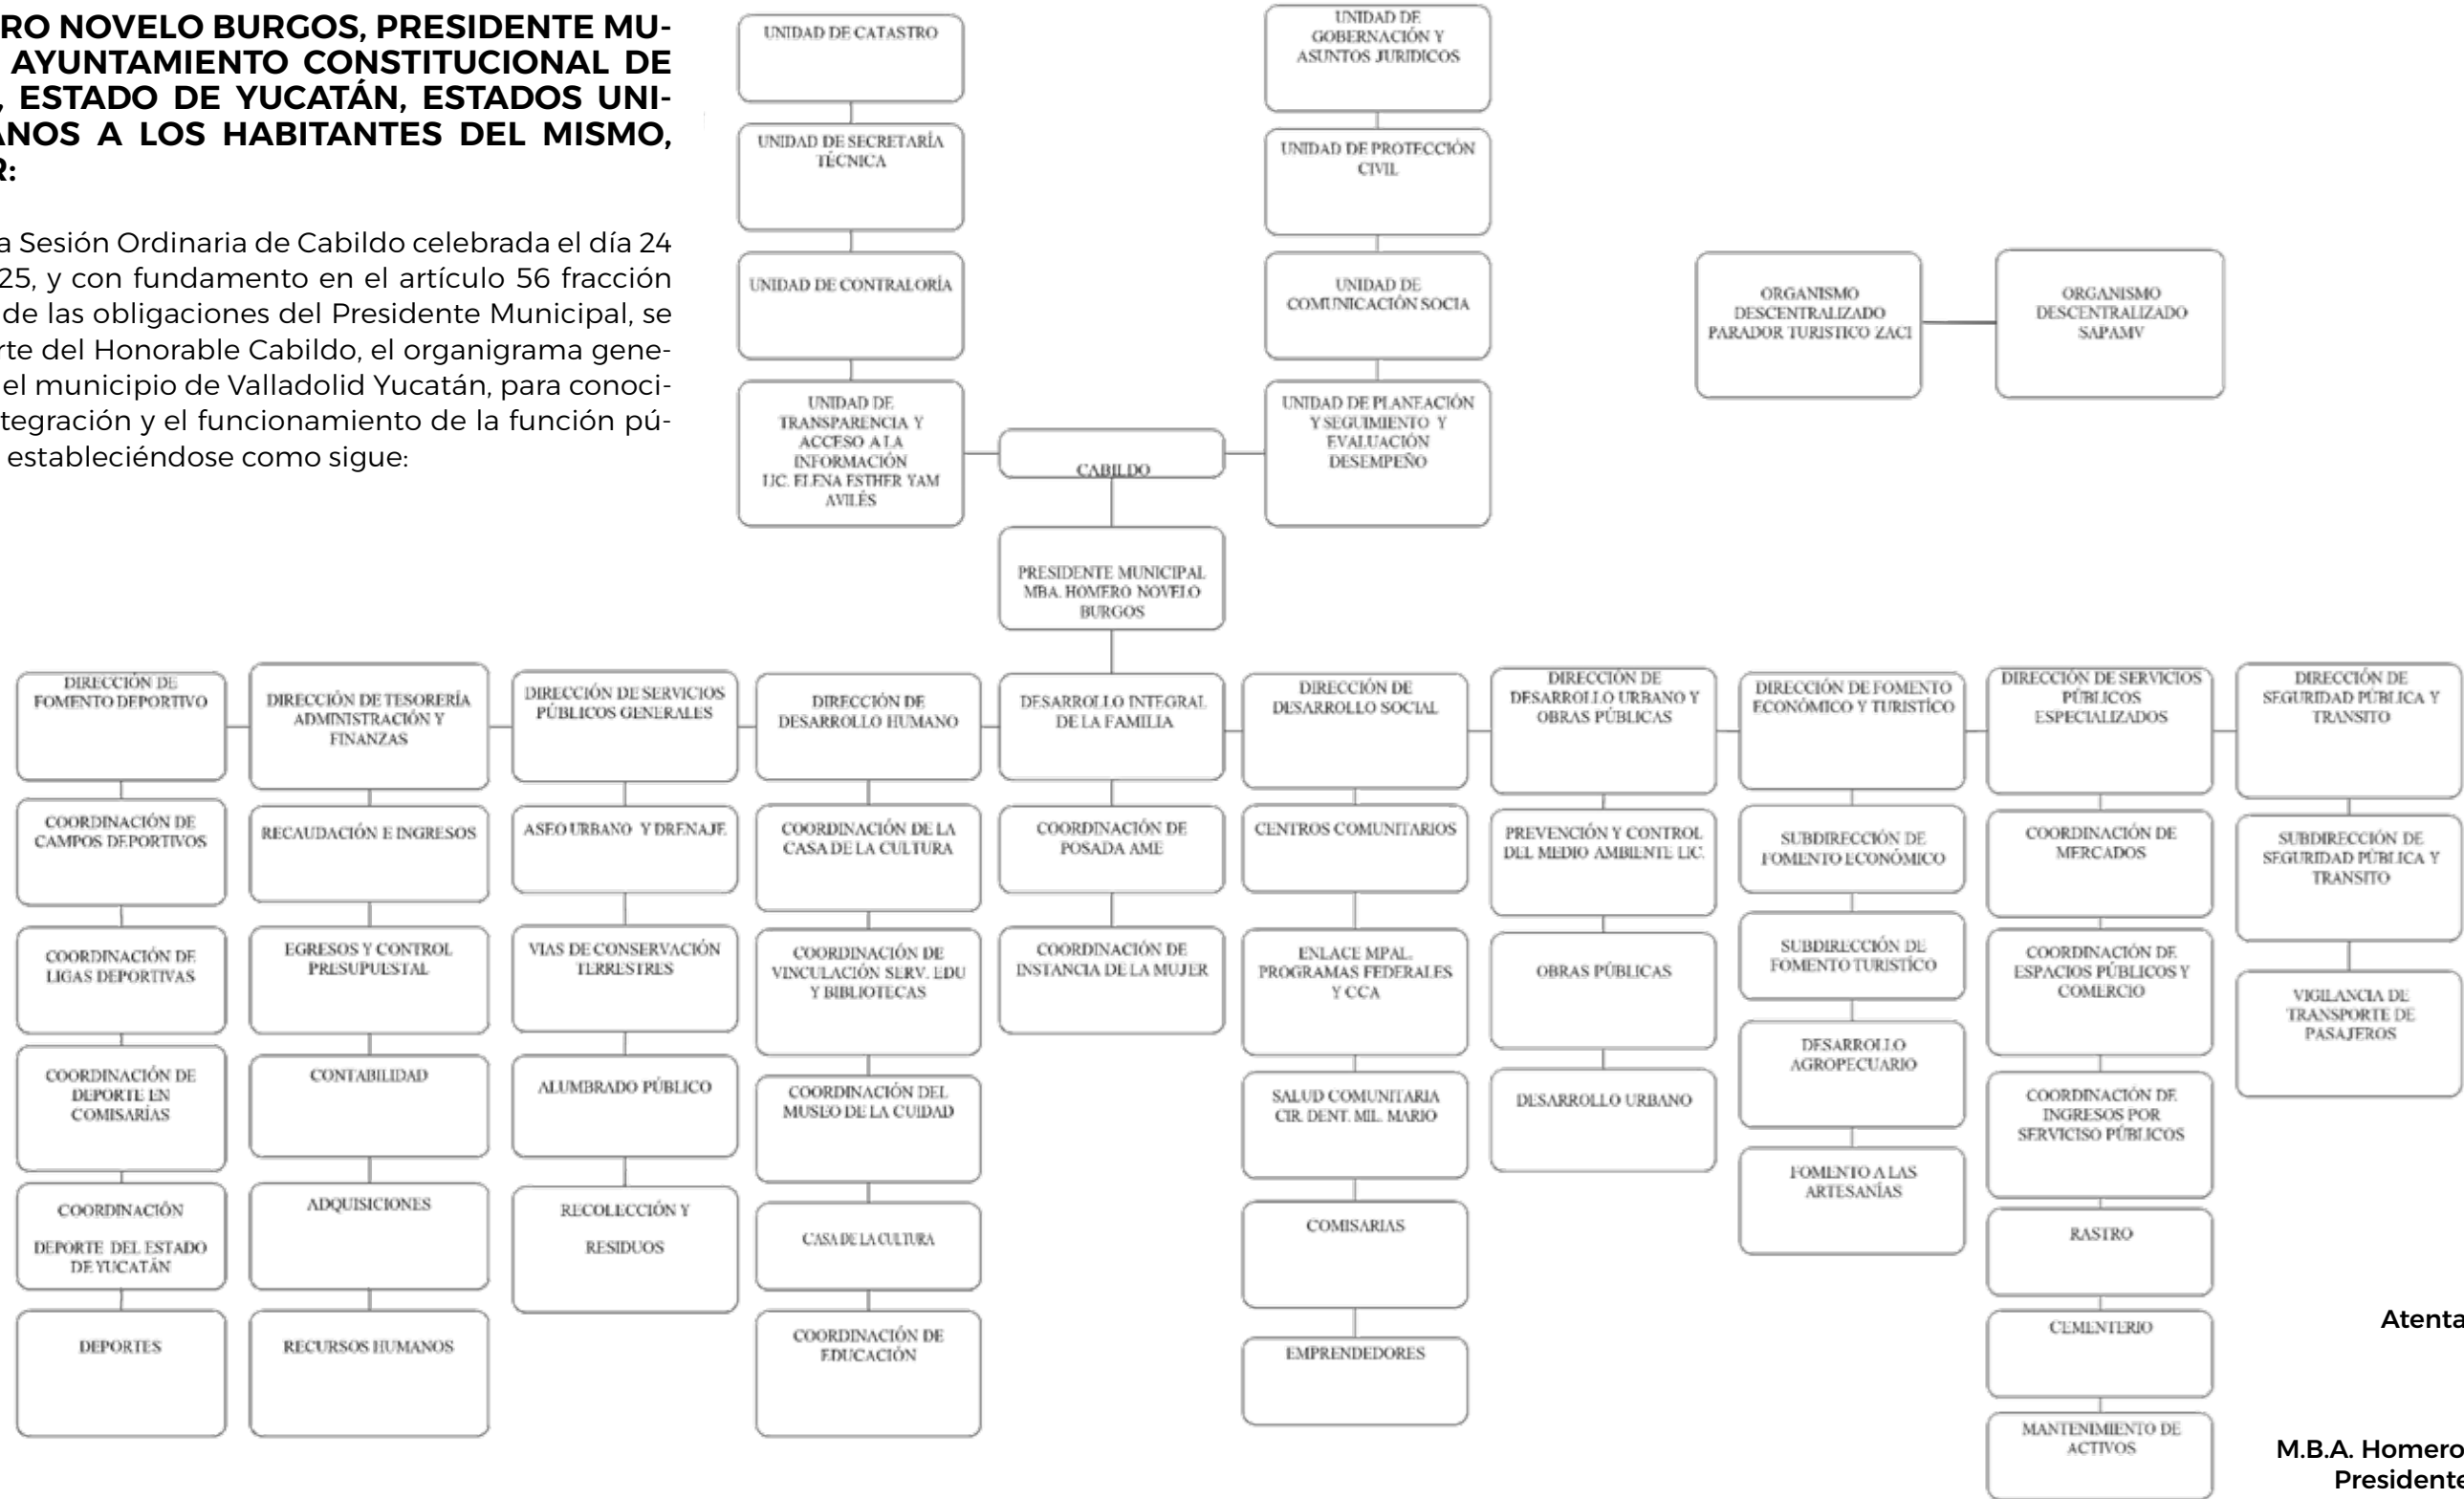 RO NOVELO BURGOS, PRESIDENTE MU-
AYUNTAMIENTO CONSTITUCIONAL DE
, ESTADO DE YUCATÁN, ESTADOS UNI-
ANOS A LOS HABITANTES DEL MISMO,
R:
a Sesión Ordinaria de Cabildo celebrada el día 24
25, y con fundamento en el artículo 56 fracción
de las obligaciones del Presidente Municipal, se
rte del Honorable Cabildo, el organigrama gene-
el municipio de Valladolid Yucatán, para conoci-
tegración y el funcionamiento de la función pú-
estableciéndose como sigue:
UNIDAD DE CATASTRO
UNIDAD DE SECRETARÍA
TÉCNICA
UNIDAD DE CONTRALORÍA
UNIDAD DE
TRANSPARENCIA Y
ACCESO A LA
INFORMACIÓN
LIC. ELENA ESTHER YAM
AVILÉS
UNIDAD DE
GOBERNACIÓN Y
ASUNTOS JURIDICOS
UNIDAD DE PROTECCIÓN
CIVIL
UNIDAD DE
COMUNICACIÓN SOCIA
UNIDAD DE PLANEACIÓN
Y SEGUIMIENTO Y
EVALUACIÓN
DESEMPEÑO
ORGANISMO
DESCENTRALIZADO
PARADOR TURISTICO ZACI
ORGANISMO
DESCENTRALIZADO
SAPAMV
CABILDO
PRESIDENTE MUNICIPAL
MBA. HOMERO NOVELO
BURGOS
DIRECCIÓN DE
FOMENTO DEPORTIVO
COORDINACIÓN DE
CAMPOS DEPORTIVOS
COORDINACIÓN DE
LIGAS DEPORTIVAS
COORDINACIÓN DE
DEPORTE EN
COMISARÍAS
COORDINACIÓN
DEPORTE DEL ESTADO
DE YUCATÁN
DEPORTES
DIRECCIÓN DE TESORERÍA
ADMINISTRACIÓN Y
FINANZAS
RECAUDACIÓN E INGRESOS
EGRESOS Y CONTROL
PRESUPUESTAL
CONTABILIDAD
ADQUISICIONES
RECURSOS HUMANOS
DIRECCIÓN DE SERVICIOS
PÚBLICOS GENERALES
ASEO URBANO Y DRENAJE
VIAS DE CONSERVACIÓN
TERRESTRES
ALUMBRADO PÚBLICO
RECOLECCIÓN Y
RESIDUOS
DIRECCIÓN DE
DESARROLLO HUMANO
COORDINACIÓN DE LA
CASA DE LA CULTURA
COORDINACIÓN DE
VINCULACIÓN SERV. EDU
Y BIBLIOTECAS
COORDINACIÓN DEL
MUSEO DE LA CUIDAD
CASA DE LA CULTURA
COORDINACIÓN DE
EDUCACIÓN
DESARROLLO INTEGRAL
DE LA FAMILIA
COORDINACIÓN DE
POSADA AME
COORDINACIÓN DE
INSTANCIA DE LA MUJER
DIRECCIÓN DE
DESARROLLO SOCIAL
CENTROS COMUNITARIOS
ENLACE MPAL.
PROGRAMAS FEDERALES
Y CCA
SALUD COMUNITARIA
CIR. DENT. MIL. MARIO
COMISARIAS
EMPRENDEDORES
DIRECCIÓN DE
DESARROLLO URBANO Y
OBRAS PÚBLICAS
PREVENCIÓN Y CONTROL
DEL MEDIO AMBIENTE LIC.
OBRAS PÚBLICAS
DESARROLLO URBANO
DIRECCIÓN DE FOMENTO
ECONÓMICO Y TURISTÍCO
SUBDIRECCIÓN DE
FOMENTO ECONÓMICO
SUBDIRECCIÓN DE
FOMENTO TURISTÍCO
DESARROLLO
AGROPECUARIO
FOMENTO A LAS
ARTESANÍAS
DIRECCIÓN DE SERVICIOS
PÚBLICOS
ESPECIALIZADOS
COORDINACIÓN DE
MERCADOS
COORDINACIÓN DE
ESPACIOS PÚBLICOS Y
COMERCIO
COORDINACIÓN DE
INGRESOS POR
SERVICISO PÚBLICOS
RASTRO
CEMENTERIO
MANTENIMIENTO DE
ACTIVOS
DIRECCIÓN DE
SEGURIDAD PÚBLICA Y
TRANSITO
SUBDIRECCIÓN DE
SEGURIDAD PÚBLICA Y
TRANSITO
VIGILANCIA DE
TRANSPORTE DE
PASAJEROS
Atenta
M.B.A. Homero
Presidente